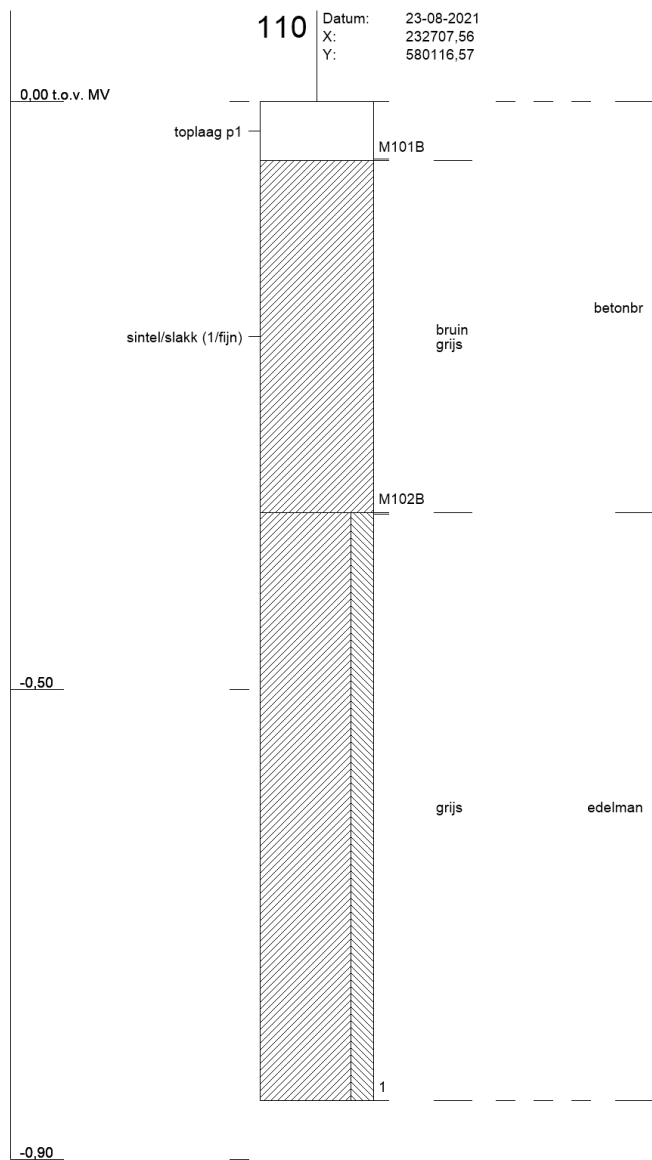 110
Datum: 23-08-2021
X: 232707,56
Y: 580116,57
0,00 t.o.v. MV
toplaag p1
M101B
betonbr
sintel/slakk (1/fijn)
bruin
grijs
M102B
-0,50
grijs
edelman
1
-0,90